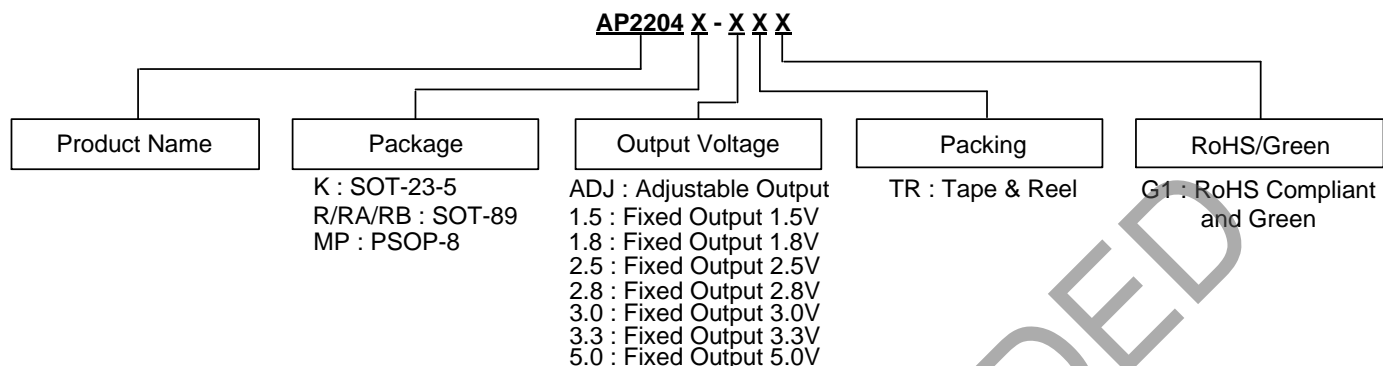 AP2204 X - X X X
Product Name
Package
Output Voltage
Packing
RoHS/Green
K : SOT-23-5
R/RA/RB : SOT-89
MP : PSOP-8
ADJ : Adjustable Output
1.5 : Fixed Output 1.5V
1.8 : Fixed Output 1.8V
2.5 : Fixed Output 2.5V
2.8 : Fixed Output 2.8V
3.0 : Fixed Output 3.0V
3.3 : Fixed Output 3.3V
5.0 : Fixed Output 5.0V
TR : Tape & Reel
G1 : RoHS Compliant
and Green
DED